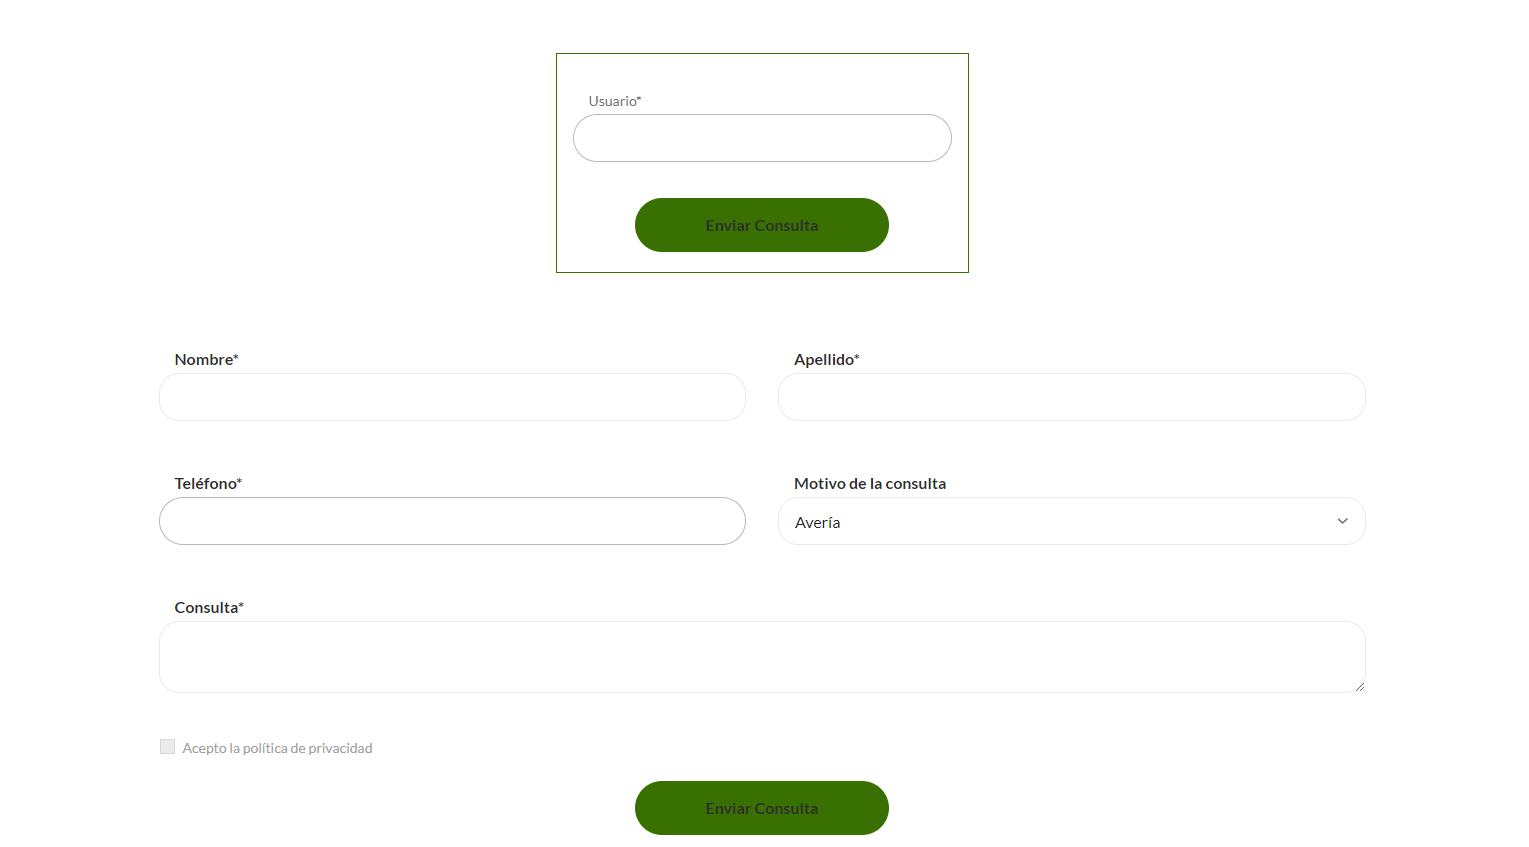 Usuario*
Enviar Consulta
Nombre*
Apellido*
Teléfono*
Motivo de la consulta
Avería
Consulta*
Acepto la política de privacidad
Enviar Consulta